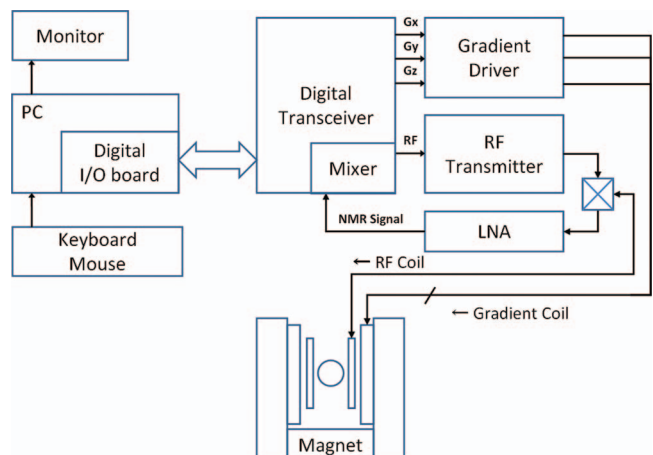 Monitor
PC
Digital
I/O board
Keyboard
Mouse
Digital
Transceiver
Mixer
Gx
Gy
Gz
Gradient
Driver
RF
RF
Transmitter
NMR Signal
LNA
← RF Coil
← Gradient Coil
Magnet